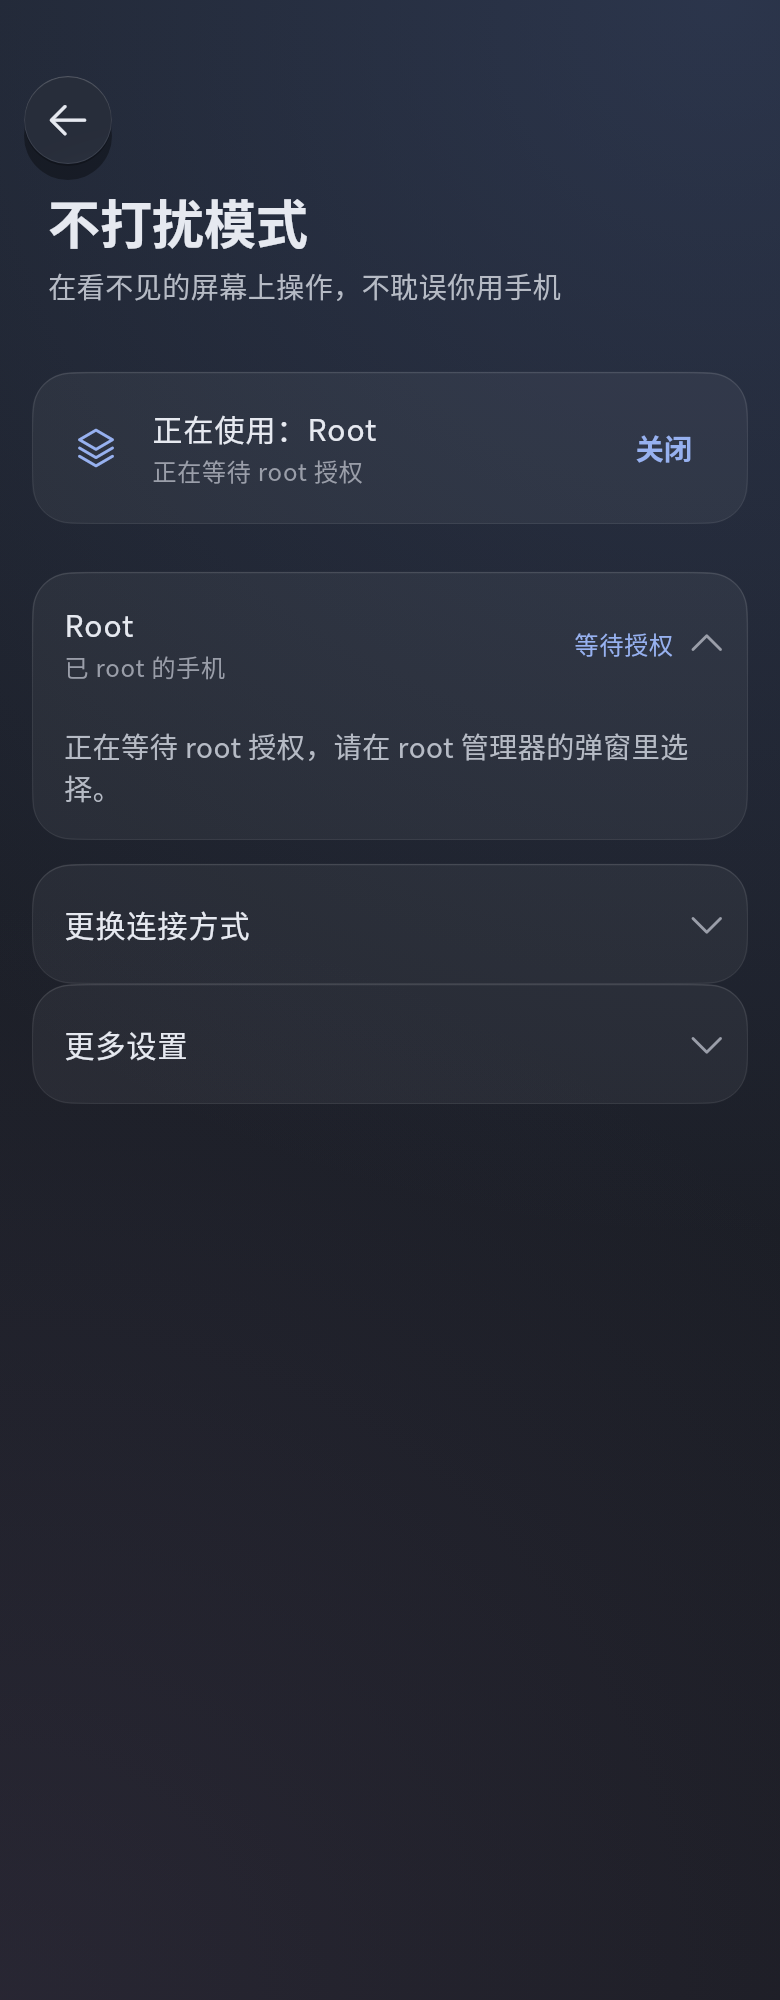 不打扰模式
在看不见的屏幕上操作，不耽误你用手机
正在使用：Root
正在等待 root 授权
关闭
Root
已 root 的手机
等待授权
正在等待 root 授权，请在 root 管理器的弹窗里选
择。
更换连接方式
更多设置